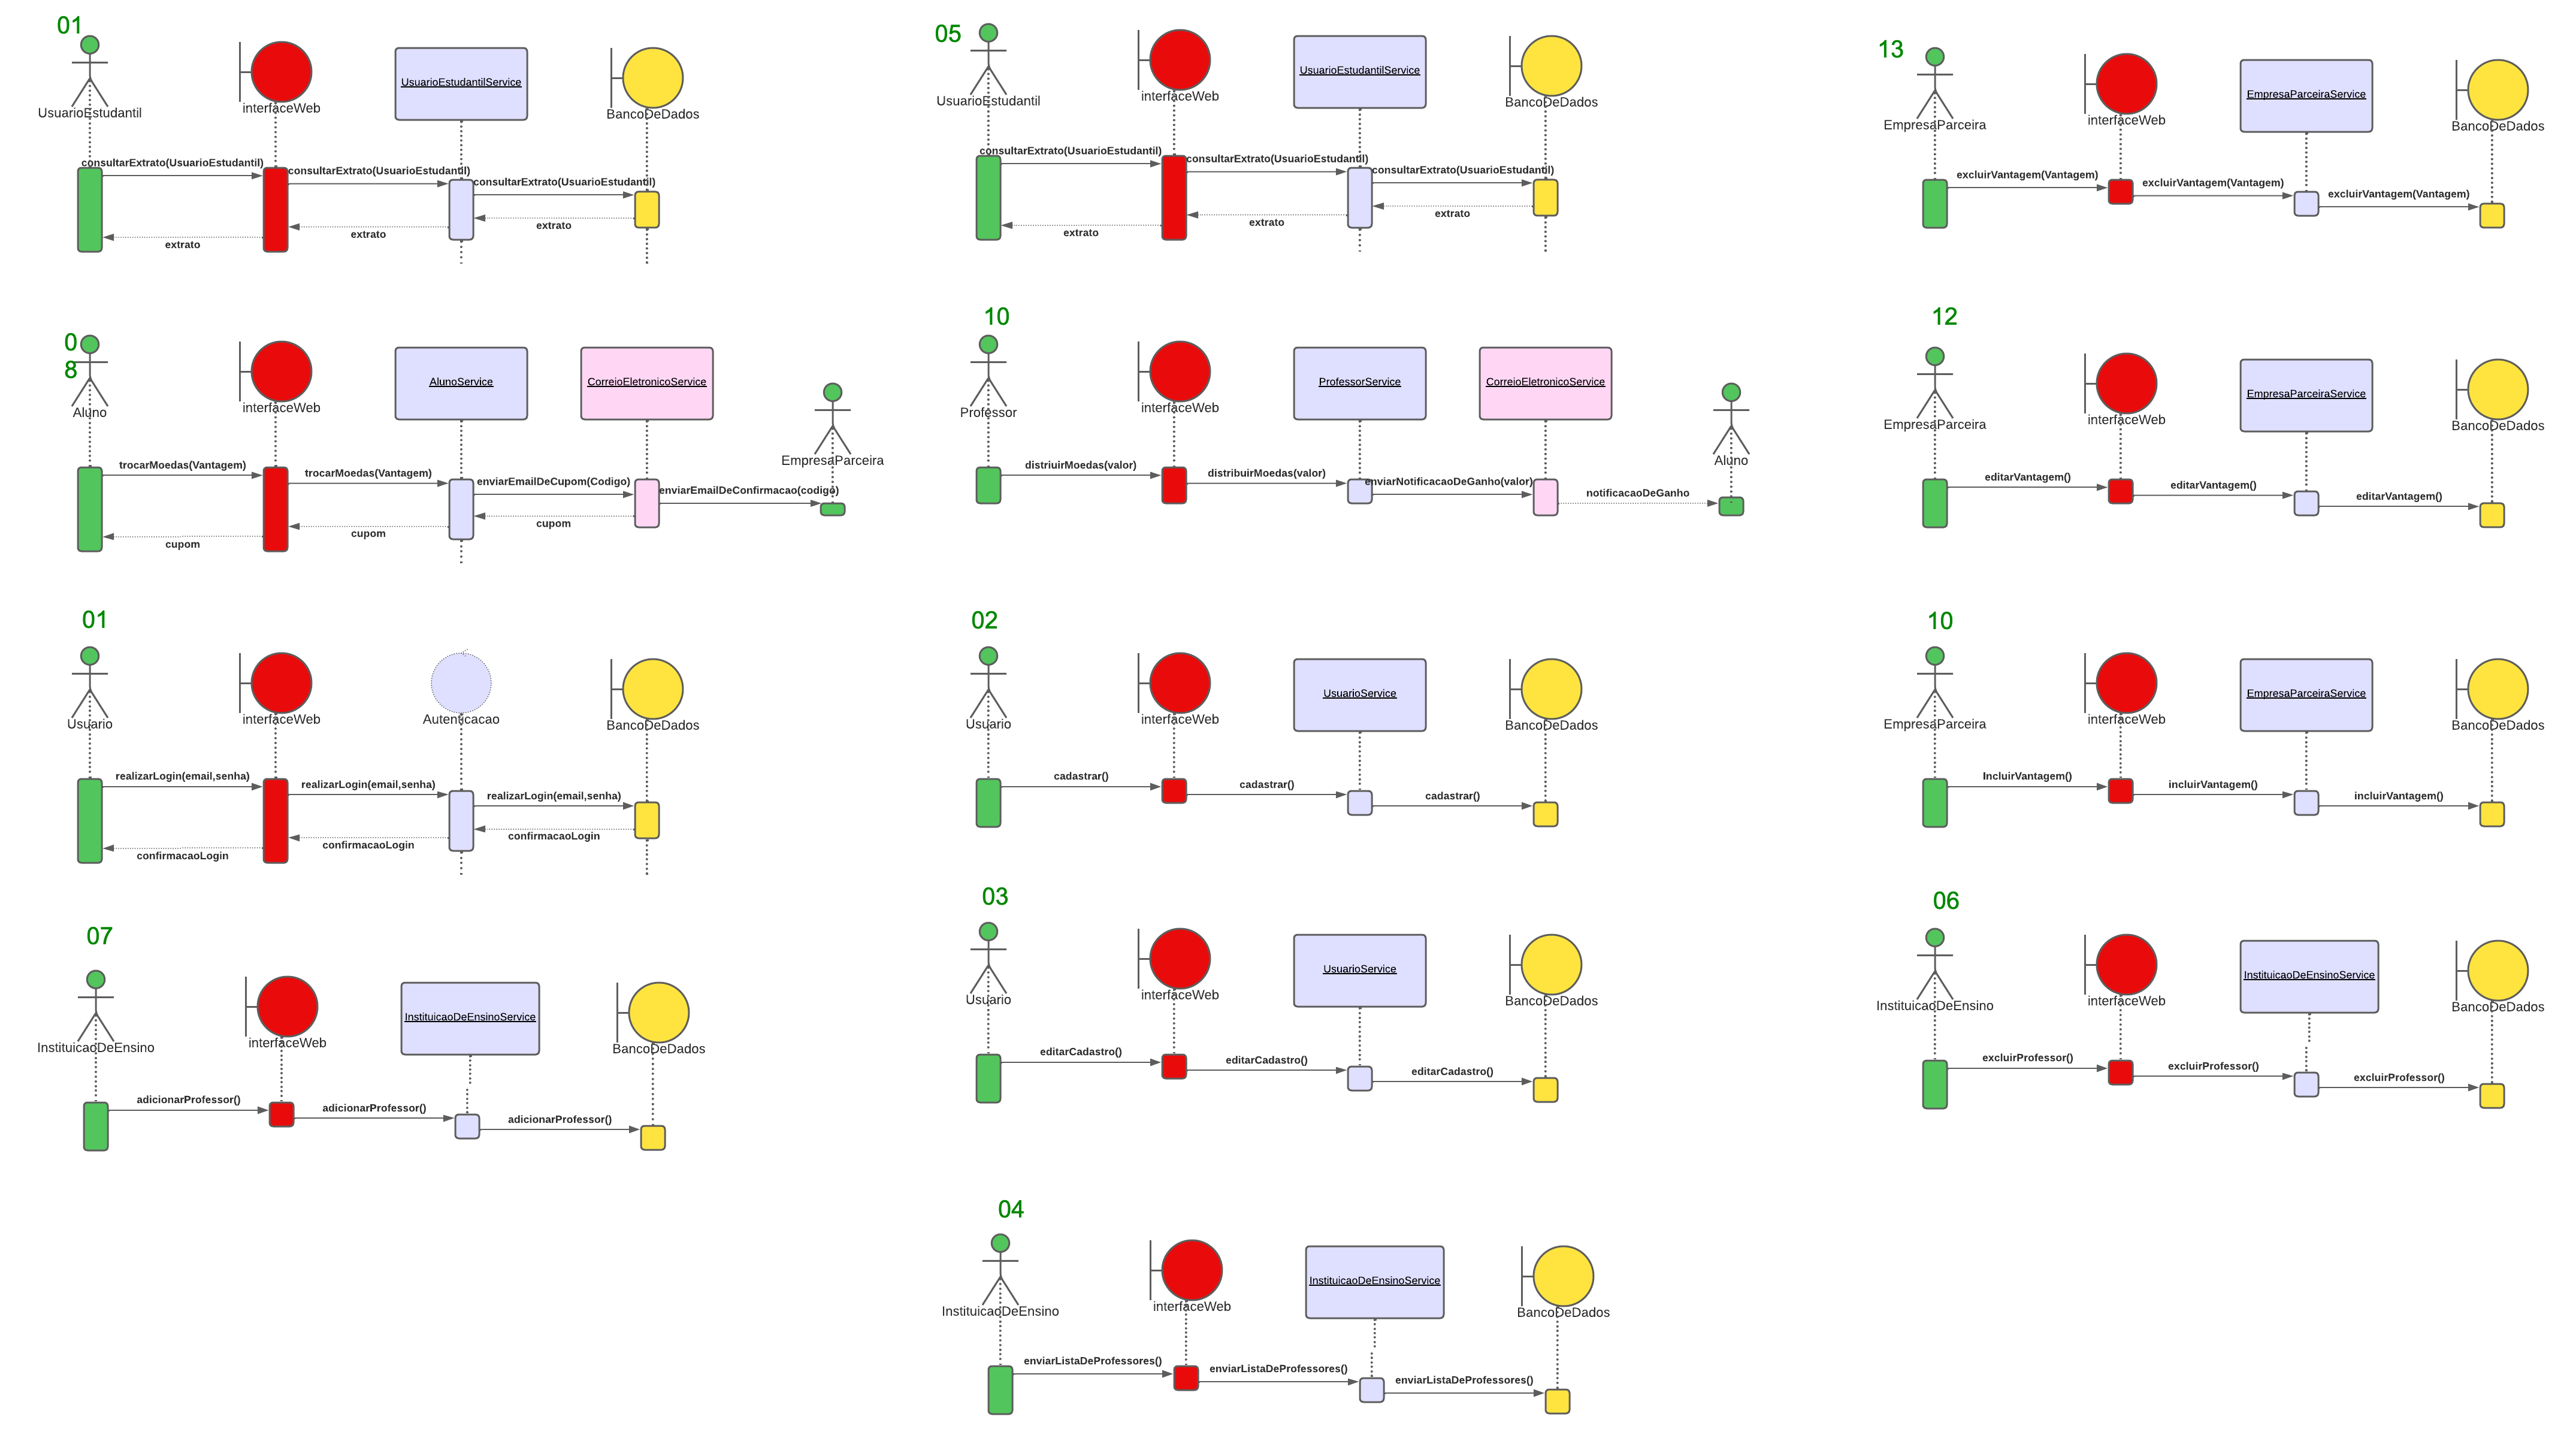 01
UsuarioEstudantil
interfaceWeb
UsuarioEstudantilService
BancoDeDados
consultarExtrato(UsuarioEstudantil)
consultarExtrato(UsuarioEstudantil)
consultarExtrato(UsuarioEstudantil)
extrato
extrato
extrato
05
UsuarioEstudantil
interfaceWeb
UsuarioEstudantilService
BancoDeDados
consultarExtrato(UsuarioEstudantil)
consultarExtrato(UsuarioEstudantil)
consultarExtrato(UsuarioEstudantil)
extrato
extrato
extrato
13
EmpresaParceira
interfaceWeb
EmpresaParceiraService
BancoDeDados
excluirVantagem(Vantagem)
excluirVantagem(Vantagem)
excluirVantagem(Vantagem)
0
8
Aluno
interfaceWeb
AlunoService
CorreioEletronicoService
EmpresaParceira
trocarMoedas(Vantagem)
trocarMoedas(Vantagem)
enviarEmailDeCupom(Codigo)
enviarEmailDeConfirmacao(codigo)
cupom
cupom
cupom
10
Professor
interfaceWeb
ProfessorService
CorreioEletronicoService
Aluno
distriuirMoedas(valor)
distribuirMoedas(valor)
enviarNotificacaoDeGanho(valor)
notificacaoDeGanho
12
EmpresaParceira
interfaceWeb
EmpresaParceiraService
BancoDeDados
editarVantagem()
editarVantagem()
editarVantagem()
01
Usuario
interfaceWeb
Autenticacao
BancoDeDados
realizarLogin(email,senha)
realizarLogin(email,senha)
realizarLogin(email,senha)
confirmacaoLogin
confirmacaoLogin
confirmacaoLogin
02
Usuario
interfaceWeb
UsuarioService
BancoDeDados
cadastrar()
cadastrar()
cadastrar()
10
EmpresaParceira
interfaceWeb
EmpresaParceiraService
BancoDeDados
IncluirVantagem()
incluirVantagem()
incluirVantagem()
07
InstituicaoDeEnsino
interfaceWeb
InstituicaoDeEnsinoService
BancoDeDados
adicionarProfessor()
adicionarProfessor()
adicionarProfessor()
03
Usuario
interfaceWeb
UsuarioService
BancoDeDados
editarCadastro()
editarCadastro()
editarCadastro()
06
InstituicaoDeEnsino
interfaceWeb
InstituicaoDeEnsinoService
BancoDeDados
excluirProfessor()
excluirProfessor()
excluirProfessor()
04
InstituicaoDeEnsino
interfaceWeb
InstituicaoDeEnsinoService
BancoDeDados
enviarListaDeProfessores()
enviarListaDeProfessores()
enviarListaDeProfessores()